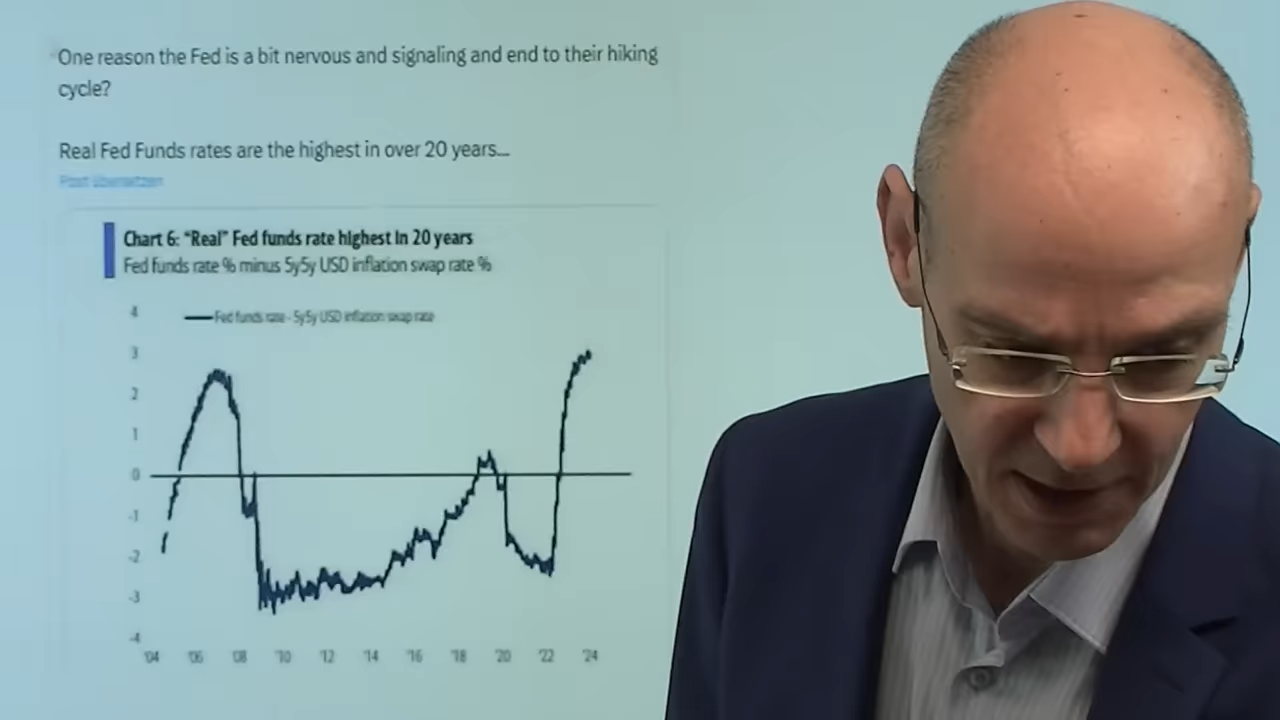 One reason the Fed is a bit nervous and signaling and end to their hiking
cycle?
Real Fed Funds rates are the highest in over 20 years...
Post übersetzen
Chart 6: “Real” Fed funds rate highest in 20 years
Fed funds rate % minus 5y5y USD inflation swap rate %
4
Fed funds rate - 5y5y USD inflation swap rate
3
2
1
0
-1
-2
-3
-4
'04 '06 '08 '10 '12 '14 '16 '18 '20 '22 '24